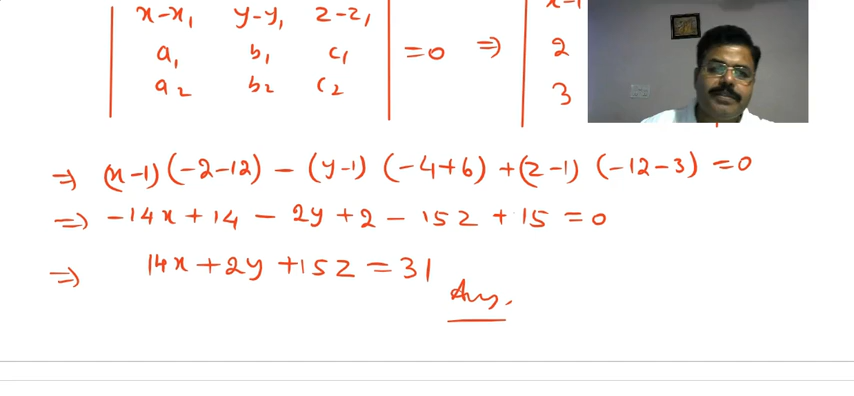 x-x₁ y-y₁ z-z₁ x-1
a₁ b₁ c₁ =0 ⇒ 2
a₂ b₂ c₂ 3
⇒ (x-1)(-2-12) - (y-1)(-4+6) + (z-1)(-12-3) = 0
⇒ -14x + 14 - 2y + 2 - 15z + 15 = 0
⇒ 14x + 2y + 15z = 31
Ans.